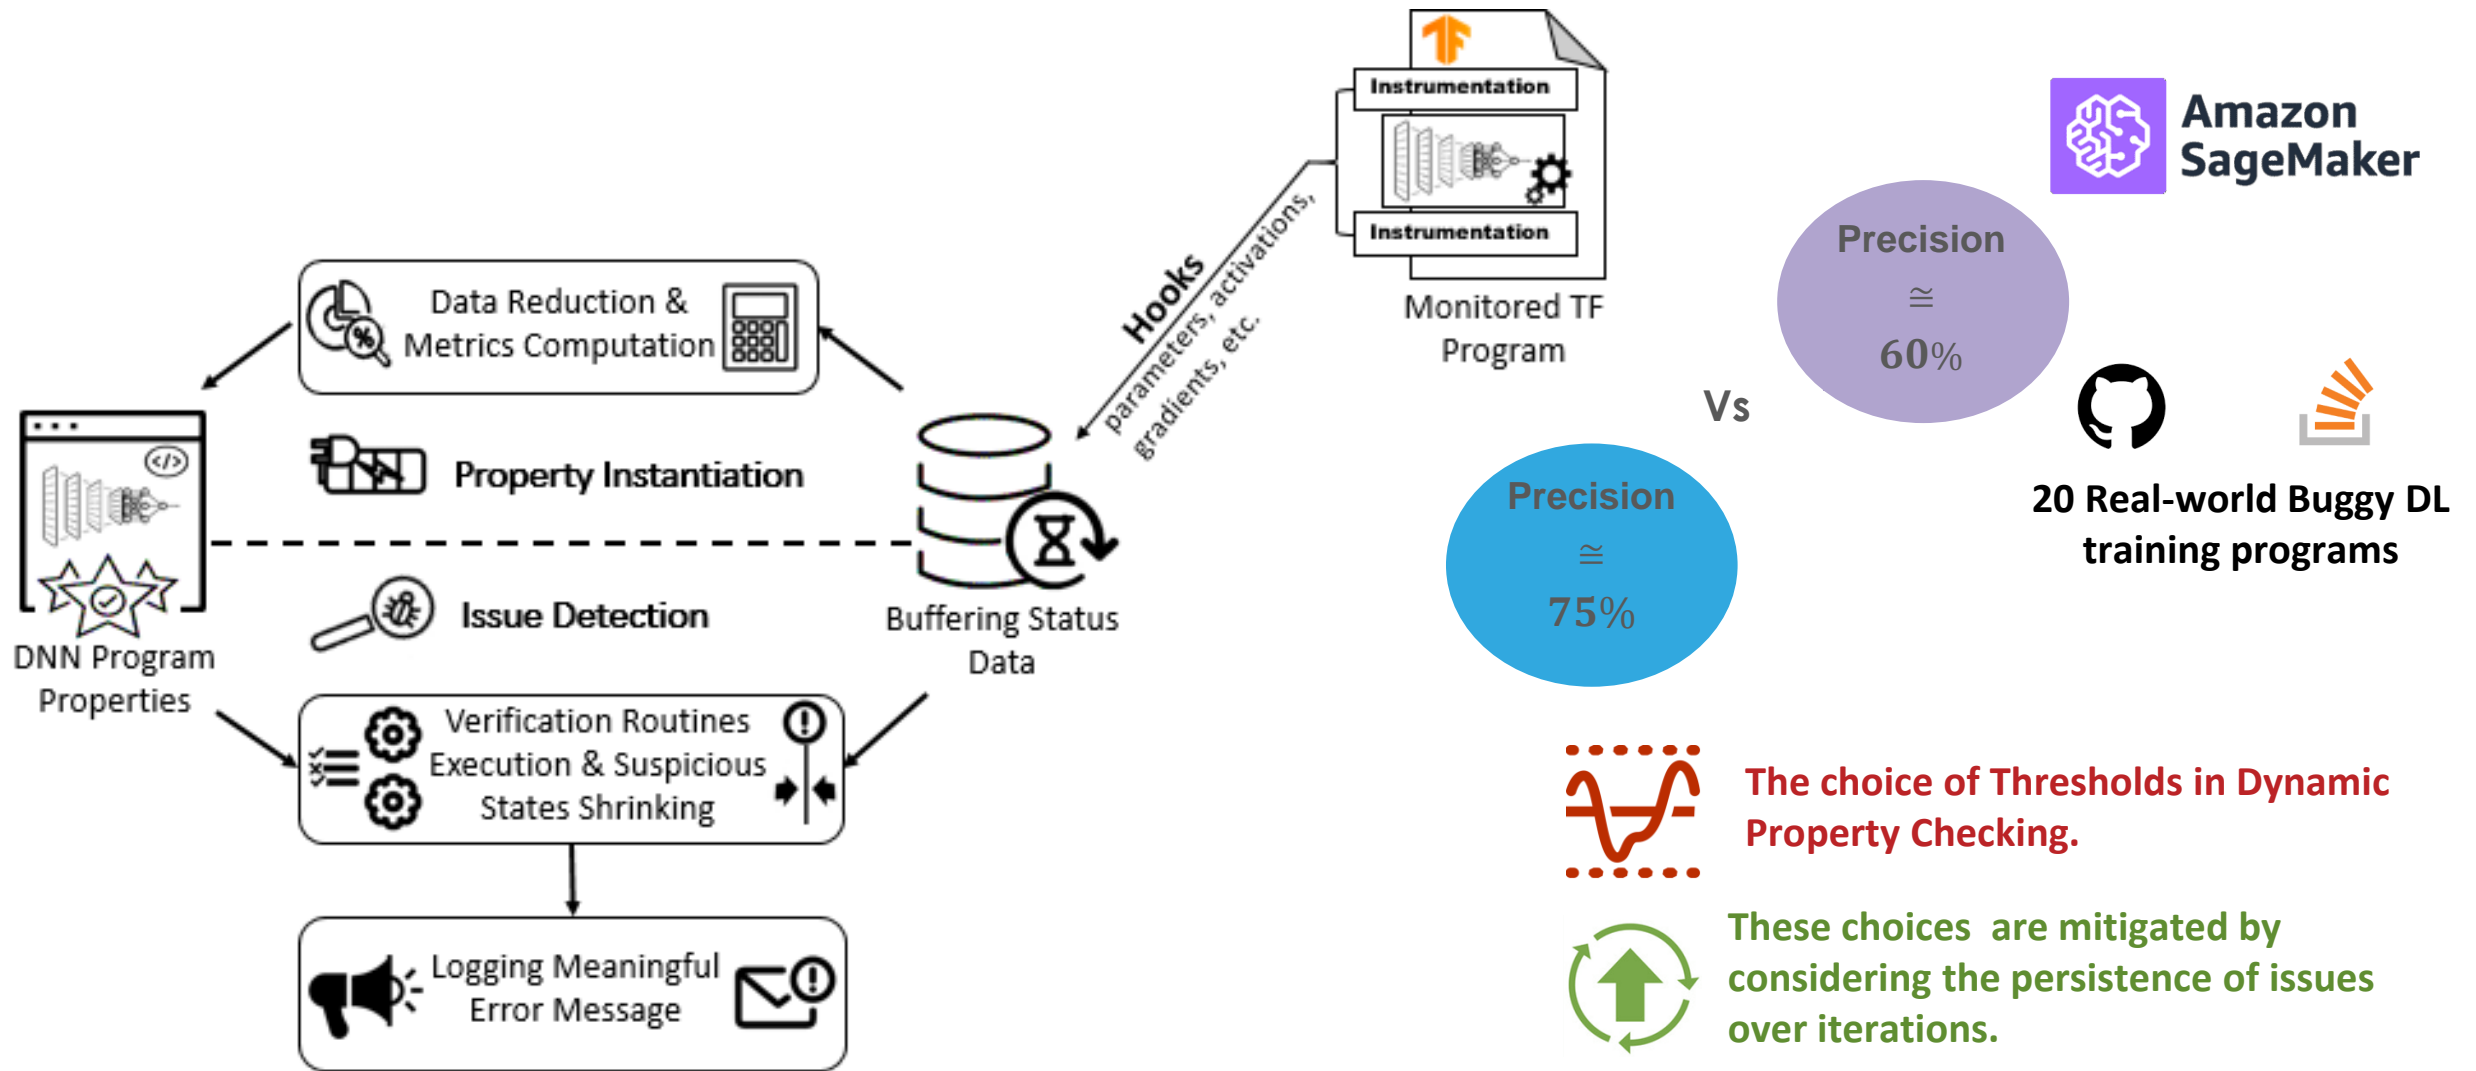 Instrumentation
Instrumentation
Monitored TF
Program
Hooks
parameters, activations,
gradients, etc.
Data Reduction &
Metrics Computation
Property Instantiation
Issue Detection
DNN Program
Properties
Buffering Status
Data
Verification Routines
Execution & Suspicious
States Shrinking
Logging Meaningful
Error Message
Amazon
SageMaker
Precision
≅
60%
Vs
Precision
≅
75%
20 Real-world Buggy DL
training programs
The choice of Thresholds in Dynamic
Property Checking.
These choices  are mitigated by
considering the persistence of issues
over iterations.